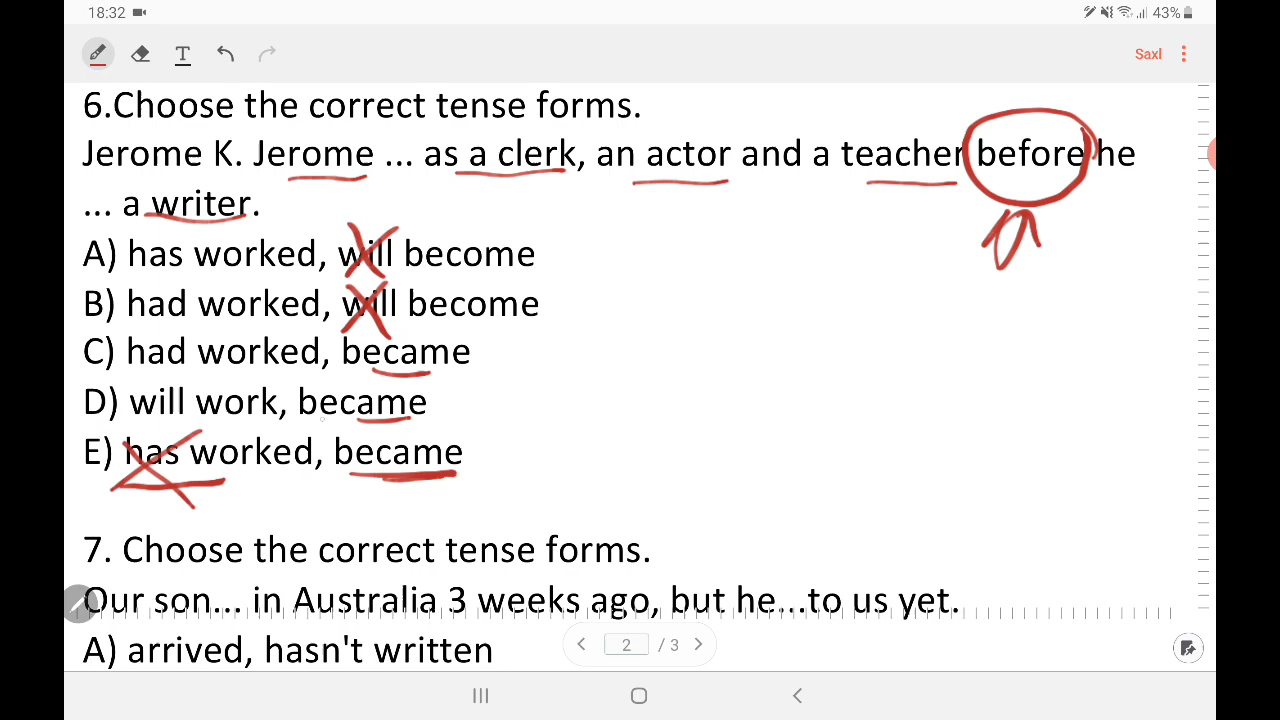 18:32
43%
T
Saxl
6.Choose the correct tense forms.
Jerome K. Jerome ... as a clerk, an actor and a teacher before he
... a writer.
A) has worked, will become
B) had worked, will become
C) had worked, became
D) will work, became
E) has worked, became
7. Choose the correct tense forms.
Our son... in Australia 3 weeks ago, but he...to us yet.
A) arrived, hasn't written
2 / 3